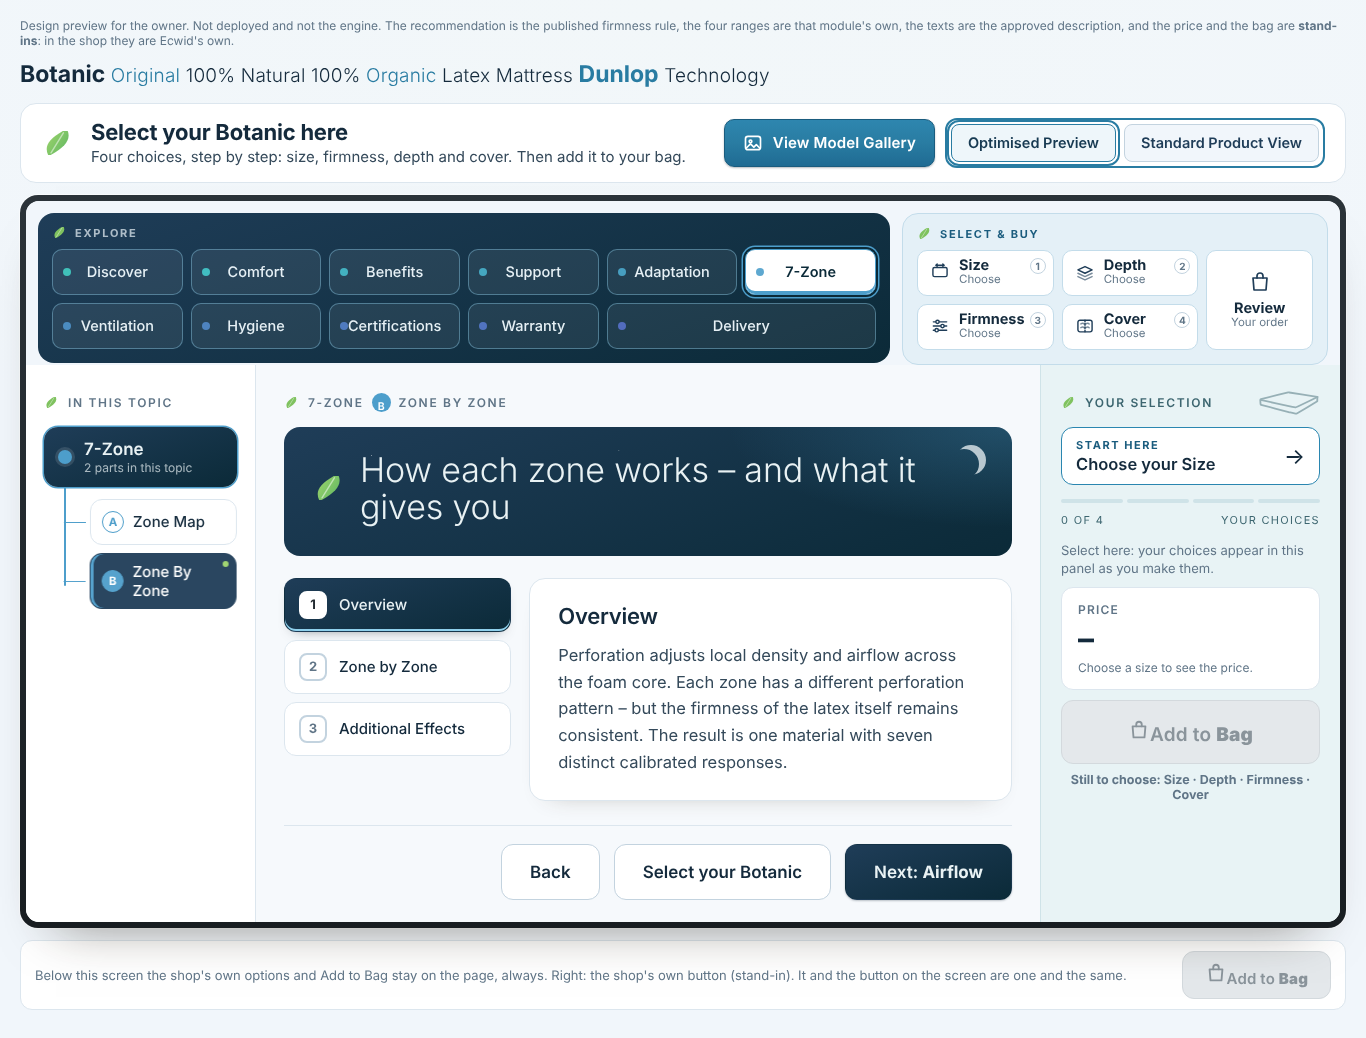 Design preview for the owner. Not deployed and not the engine. The recommendation is the published firmness rule, the four ranges are that module's own, the texts are the approved description, and the price and the bag are stand-
ins: in the shop they are Ecwid's own.
Botanic Original 100% Natural 100% Organic Latex Mattress Dunlop Technology
Select your Botanic here
Four choices, step by step: size, firmness, depth and cover. Then add it to your bag.
View Model Gallery
Optimised Preview
Standard Product View
EXPLORE
Discover
Comfort
Benefits
Support
Adaptation
7-Zone
Ventilation
Hygiene
Certifications
Warranty
Delivery
SELECT & BUY
Size
Choose
1
Depth
Choose
2
Firmness
Choose
3
Cover
Choose
4
Review
Your order
IN THIS TOPIC
7-Zone
2 parts in this topic
A
Zone Map
B
Zone By
Zone
7-ZONE B ZONE BY ZONE
How each zone works – and what it
gives you
1 Overview
2 Zone by Zone
3 Additional Effects
Overview
Perforation adjusts local density and airflow across
the foam core. Each zone has a different perforation
pattern – but the firmness of the latex itself remains
consistent. The result is one material with seven
distinct calibrated responses.
Back
Select your Botanic
Next: Airflow
YOUR SELECTION
START HERE
Choose your Size
0 OF 4
YOUR CHOICES
Select here: your choices appear in this
panel as you make them.
PRICE
–
Choose a size to see the price.
Add to Bag
Still to choose: Size · Depth · Firmness ·
Cover
Below this screen the shop's own options and Add to Bag stay on the page, always. Right: the shop's own button (stand-in). It and the button on the screen are one and the same.
Add to Bag